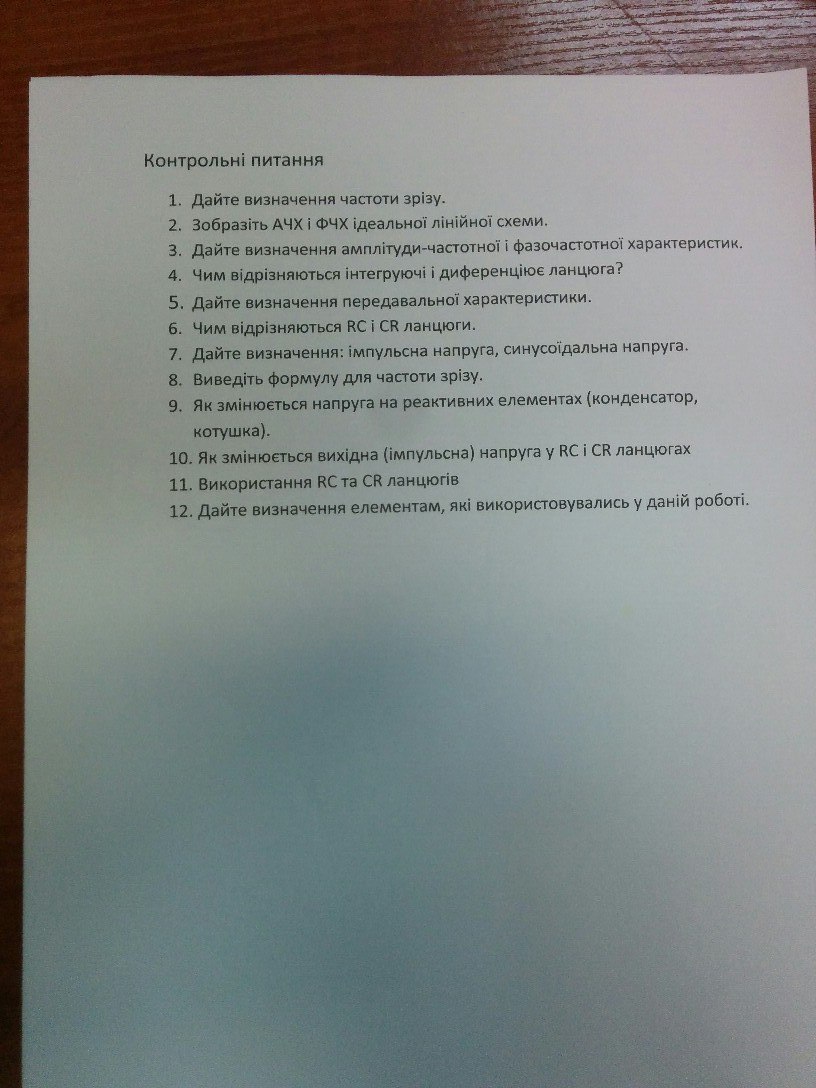 Контрольні питання
1. Дайте визначення частоти зрізу.
2. Зобразіть АЧХ і ФЧХ ідеальної лінійної схеми.
3. Дайте визначення амплітуди-частотної і фазочастотної характеристик.
4. Чим відрізняються інтегруючі і диференціює ланцюга?
5. Дайте визначення передавальної характеристики.
6. Чим відрізняються RC і CR ланцюги.
7. Дайте визначення: імпульсна напруга, синусоїдальна напруга.
8. Виведіть формулу для частоти зрізу.
9. Як змінюється напруга на реактивних елементах (конденсатор,
котушка).
10. Як змінюється вихідна (імпульсна) напруга у RC і CR ланцюгах
11. Використання RC та CR ланцюгів
12. Дайте визначення елементам, які використовувались у даній роботі.